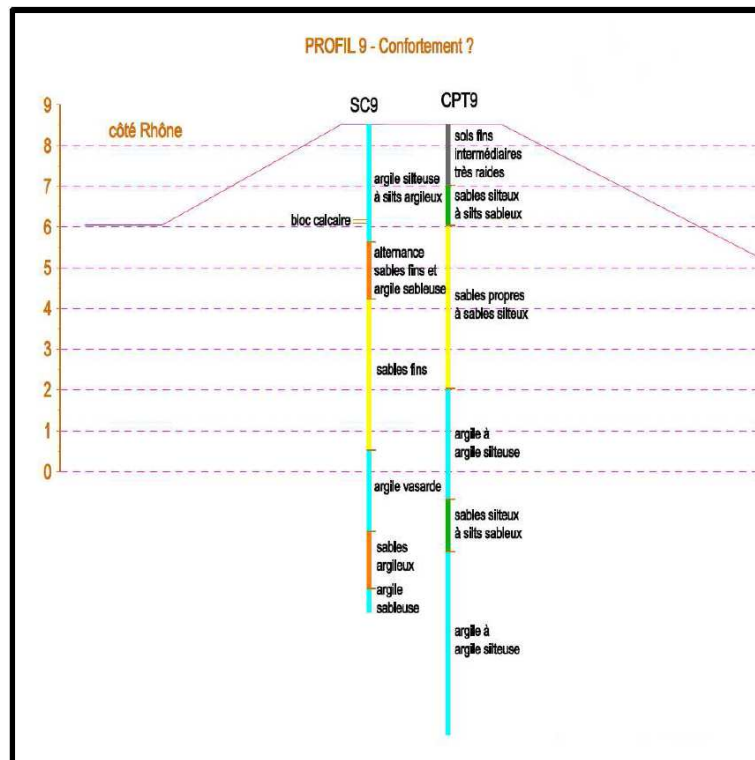 PROFIL 9 - Confortement ?
SC9
CPT9
9
8
7
6
5
4
3
2
1
0
côté Rhône
argile silteuse
à silts argileux
bloc calcaire
alternance
sables fins et
argile sableuse
sables fins
argile vasarde
sables
argileux
argile
sableuse
sols fins
intermédiaires
très raides
sables silteux
à silts sableux
sables propres
à sables silteux
argile à
argile silteuse
sables silteux
à silts sableux
argile à
argile silteuse